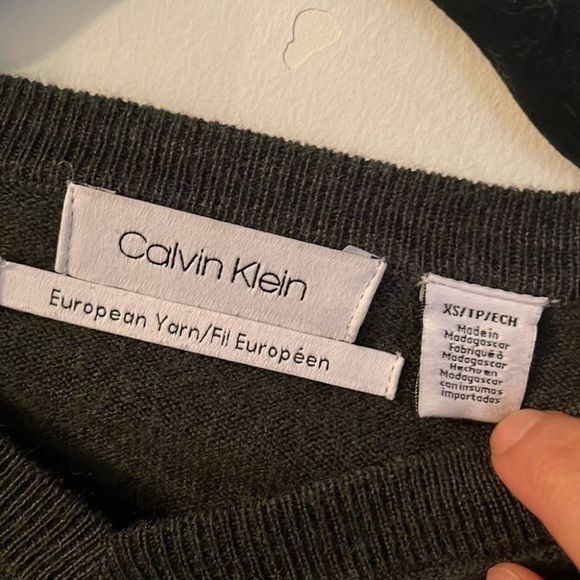 Calvin Klein
European Yarn/Fil Européen
XS/TP/ECH
Made in
Madagascar
Fabriqué à
Madagascar
Hecho en
Madagascar
con insumos
importados